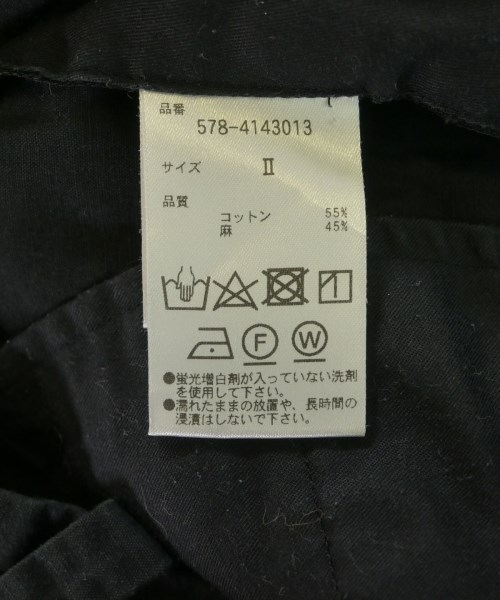 品番
578-4143013
サイズ Ⅱ
品質
コットン 55%
麻 45%
F W
●蛍光増白剤が入っていない洗剤
を使用して下さい。
●濡れたままの放置や、長時間の
浸漬はしないで下さい。